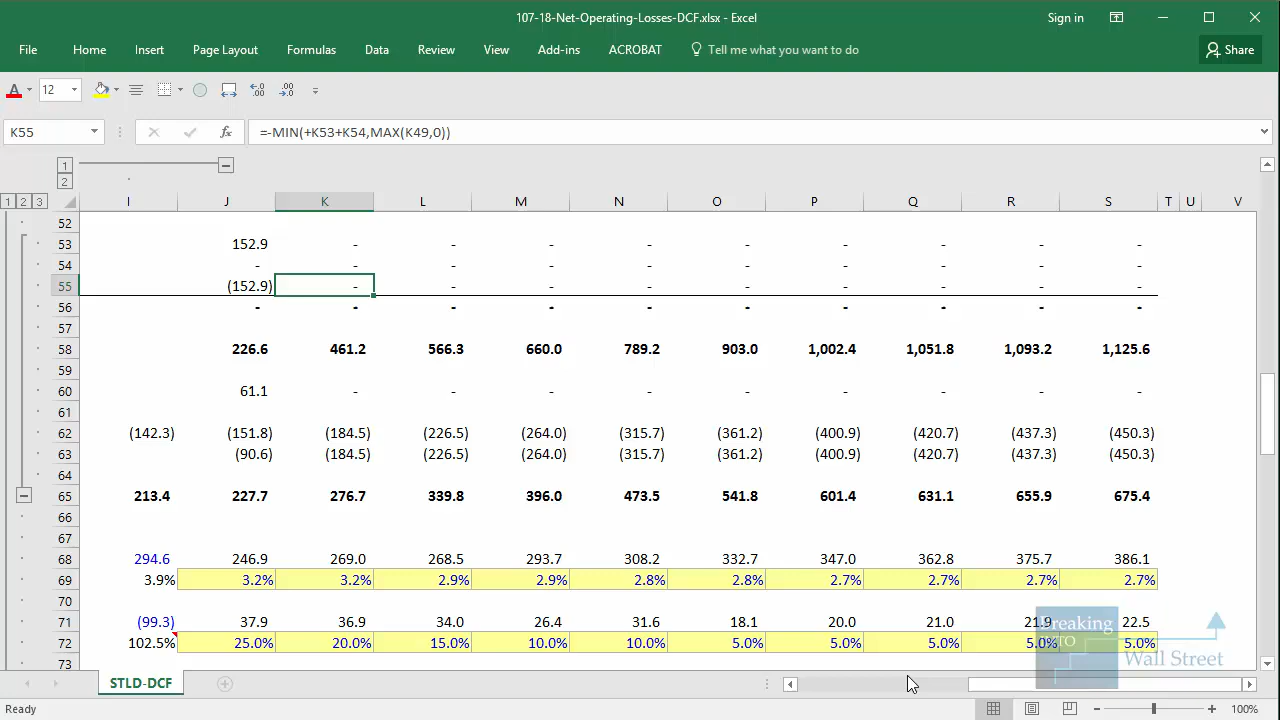 107-18-Net-Operating-Losses-DCF.xlsx - Excel
Sign in
File Home Insert Page Layout Formulas Data Review View Add-ins ACROBAT Tell me what you want to do Share
A 12 .00 .00
K55 fx =-MIN(+K53+K54,MAX(K49,0))
1
2
1 2 3 I J K L M N O P Q R S T U V
52
53 152.9 - - - - - - - - -
54 - - - - - - - - - -
55 (152.9) - - - - - - - - -
56 - - - - - - - - - -
57
58 226.6 461.2 566.3 660.0 789.2 903.0 1,002.4 1,051.8 1,093.2 1,125.6
59
60 61.1 - - - - - - - - -
61
62 (142.3) (151.8) (184.5) (226.5) (264.0) (315.7) (361.2) (400.9) (420.7) (437.3) (450.3)
63 (90.6) (184.5) (226.5) (264.0) (315.7) (361.2) (400.9) (420.7) (437.3) (450.3)
64
65 213.4 227.7 276.7 339.8 396.0 473.5 541.8 601.4 631.1 655.9 675.4
66
67
68 294.6 246.9 269.0 268.5 293.7 308.2 332.7 347.0 362.8 375.7 386.1
69 3.9% 3.2% 3.2% 2.9% 2.9% 2.8% 2.8% 2.7% 2.7% 2.7% 2.7%
70
71 (99.3) 37.9 36.9 34.0 26.4 31.6 18.1 20.0 21.0 21.9 22.5
72 102.5% 25.0% 20.0% 15.0% 10.0% 10.0% 5.0% 5.0% 5.0% 5.0% 5.0%
73
Breaking
INTO
Wall Street
STLD-DCF
Ready 100%